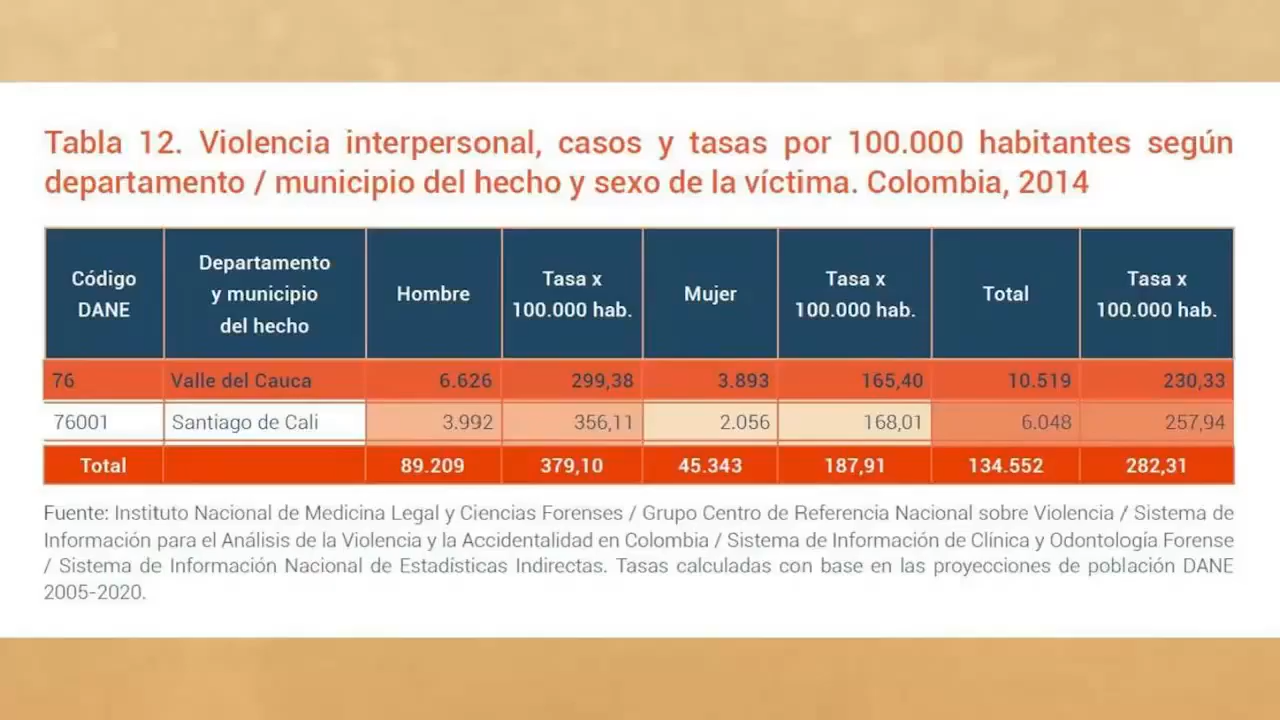 Tabla 12. Violencia interpersonal, casos y tasas por 100.000 habitantes según
departamento / municipio del hecho y sexo de la víctima. Colombia, 2014
Código DANE | Departamento y municipio del hecho | Hombre | Tasa x 100.000 hab. | Mujer | Tasa x 100.000 hab. | Total | Tasa x 100.000 hab.
76 | Valle del Cauca | 6.626 | 299,38 | 3.893 | 165,40 | 10.519 | 230,33
76001 | Santiago de Cali | 3.992 | 356,11 | 2.056 | 168,01 | 6.048 | 257,94
Total | | 89.209 | 379,10 | 45.343 | 187,91 | 134.552 | 282,31
Fuente: Instituto Nacional de Medicina Legal y Ciencias Forenses / Grupo Centro de Referencia Nacional sobre Violencia / Sistema de
Información para el Análisis de la Violencia y la Accidentalidad en Colombia / Sistema de Información de Clínica y Odontología Forense
/ Sistema de Información Nacional de Estadísticas Indirectas. Tasas calculadas con base en las proyecciones de población DANE
2005-2020.